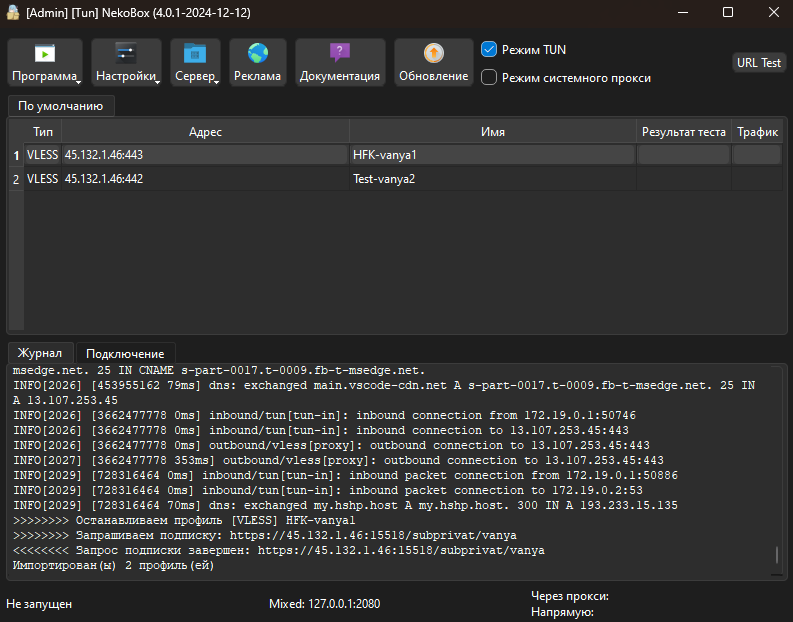 [Admin] [Tun] NekoBox (4.0.1-2024-12-12)
Программа Настройки Сервер Реклама Документация Обновление
Режим TUN
Режим системного прокси
URL Test
По умолчанию
Тип Адрес Имя Результат теста Трафик
1 VLESS 45.132.1.46:443 HFK-vanya1
2 VLESS 45.132.1.46:442 Test-vanya2
Журнал Подключение
msedge.net. 25 IN CNAME s-part-0017.t-0009.fb-t-msedge.net.
INFO[2026] [453955162 79ms] dns: exchanged main.vscode-cdn.net A s-part-0017.t-0009.fb-t-msedge.net. 25 IN
A 13.107.253.45
INFO[2026] [3662477778 0ms] inbound/tun[tun-in]: inbound connection from 172.19.0.1:50746
INFO[2026] [3662477778 0ms] inbound/tun[tun-in]: inbound connection to 13.107.253.45:443
INFO[2026] [3662477778 0ms] outbound/vless[proxy]: outbound connection to 13.107.253.45:443
INFO[2027] [3662477778 353ms] outbound/vless[proxy]: outbound connection to 13.107.253.45:443
INFO[2029] [728316464 0ms] inbound/tun[tun-in]: inbound packet connection from 172.19.0.1:50886
INFO[2029] [728316464 0ms] inbound/tun[tun-in]: inbound packet connection to 172.19.0.2:53
INFO[2029] [728316464 70ms] dns: exchanged my.hshp.host A my.hshp.host. 300 IN A 193.233.15.135
>>>>>>>> Останавливаем профиль [VLESS] HFK-vanya1
>>>>>>>> Запрашиваем подписку: https://45.132.1.46:15518/subprivat/vanya
<<<<<<<< Запрос подписки завершен: https://45.132.1.46:15518/subprivat/vanya
Импортирован(ы) 2 профиль(ей)
Не запущен
Mixed: 127.0.0.1:2080
Через прокси:
Напрямую: